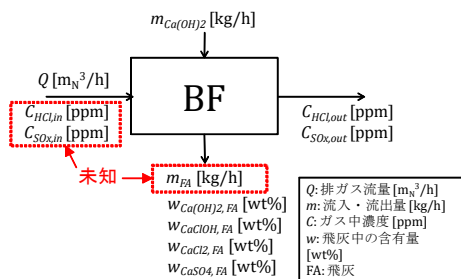 m_Ca(OH)2 [kg/h]
Q [m_N^3/h]
BF
C_HCl,in [ppm]
C_SOx,in [ppm]
C_HCl,out [ppm]
C_SOx,out [ppm]
未知
m_FA [kg/h]
w_Ca(OH)2, FA [wt%]
w_CaClOH, FA [wt%]
w_CaCl2, FA [wt%]
w_CaSO4, FA [wt%]
Q: 排ガス流量 [m_N^3/h]
m: 流入・流出量 [kg/h]
C: ガス中濃度 [ppm]
w: 飛灰中の含有量
[wt%]
FA: 飛灰